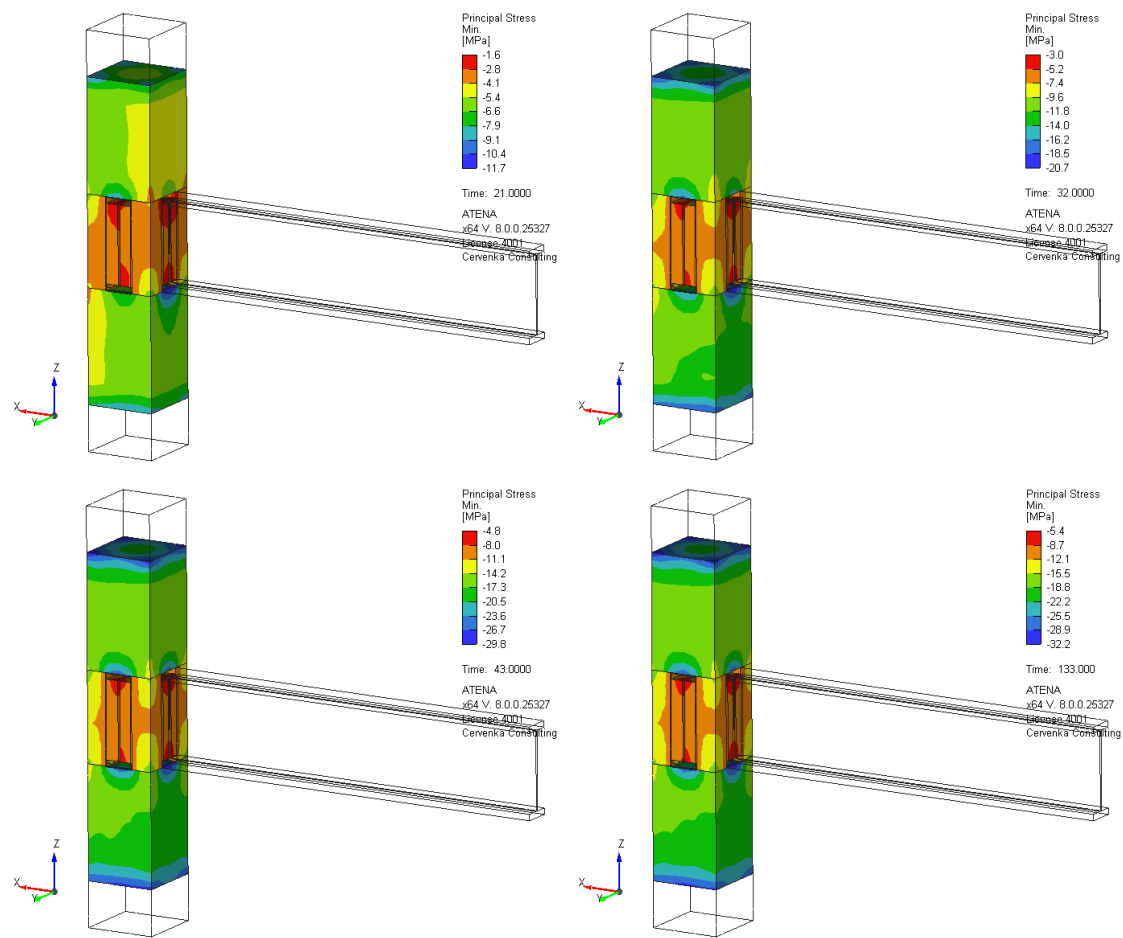 Principal Stress
Min.
[MPa]
-1.6
-2.8
-4.1
-5.4
-6.6
-7.9
-9.1
-10.4
-11.7
Time: 21.0000
ATENA
x64 V. 8.0.0.25327
License 4001
Cervenka Consulting
Z
X
Y
Principal Stress
Min.
[MPa]
-3.0
-5.2
-7.4
-9.6
-11.8
-14.0
-16.2
-18.5
-20.7
Time: 32.0000
ATENA
x64 V. 8.0.0.25327
License 4001
Cervenka Consulting
Z
X
Y
Principal Stress
Min.
[MPa]
-4.8
-8.0
-11.1
-14.2
-17.3
-20.5
-23.6
-26.7
-29.8
Time: 43.0000
ATENA
x64 V. 8.0.0.25327
License 4001
Cervenka Consulting
Z
X
Y
Principal Stress
Min.
[MPa]
-5.4
-8.7
-12.1
-15.5
-18.8
-22.2
-25.5
-28.9
-32.2
Time: 133.000
ATENA
x64 V. 8.0.0.25327
License 4001
Cervenka Consulting
Z
X
Y